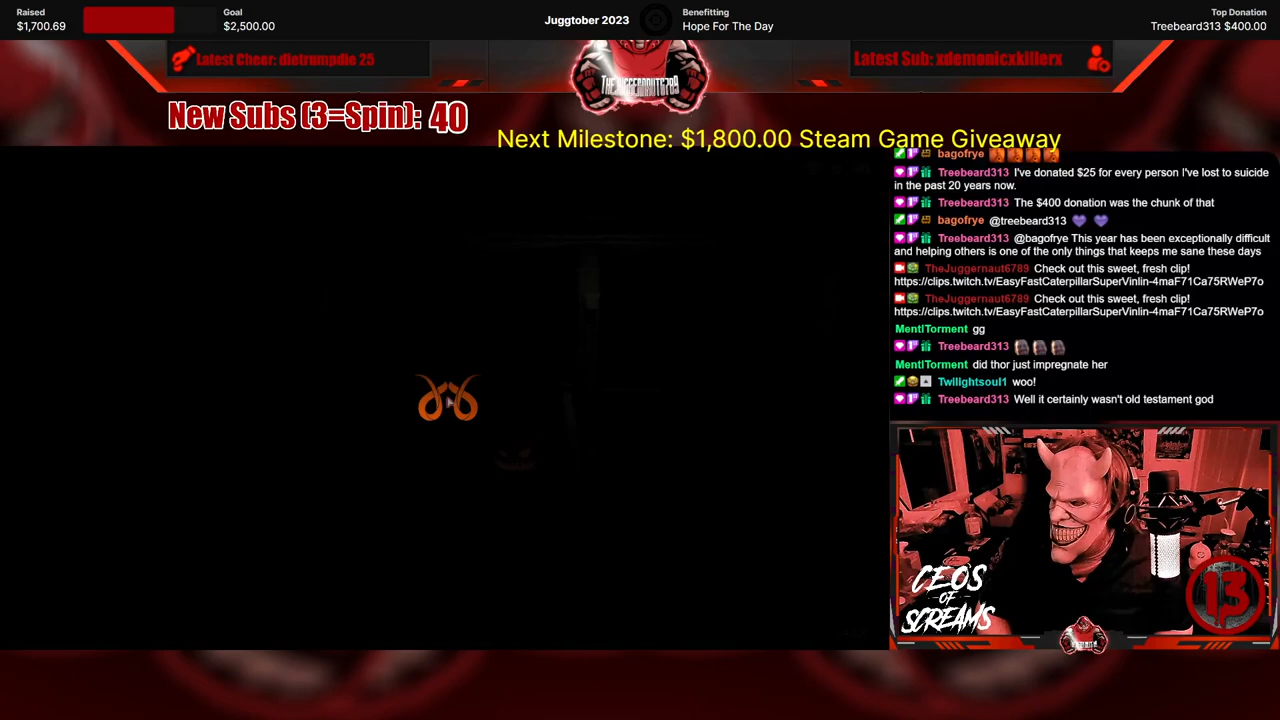 Raised
$1,700.69
Goal
$2,500.00
Juggtober 2023
Benefitting
Hope For The Day
Top Donation
Treebeard313 $400.00
Latest Cheer: dietrumpdie 25
THEJUGGERNAUT6789
Latest Sub: xdemonicxkillerx
New Subs (3=Spin): 40
Next Milestone: $1,800.00 Steam Game Giveaway
bagofrye
Treebeard313 I've donated $25 for every person I've lost to suicide
in the past 20 years now.
Treebeard313 The $400 donation was the chunk of that
bagofrye @treebeard313
Treebeard313 @bagofrye This year has been exceptionally difficult
and helping others is one of the only things that keeps me sane these days
TheJuggernaut6789 Check out this sweet, fresh clip!
https://clips.twitch.tv/EasyFastCaterpillarSuperVinlin-4maF71Ca75RWeP7o
TheJuggernaut6789 Check out this sweet, fresh clip!
https://clips.twitch.tv/EasyFastCaterpillarSuperVinlin-4maF71Ca75RWeP7o
MentlTorment gg
Treebeard313
MentlTorment did thor just impregnate her
Twilightsoul1 woo!
Treebeard313 Well it certainly wasn't old testament god
CEOS
OF
SCREAMS
13